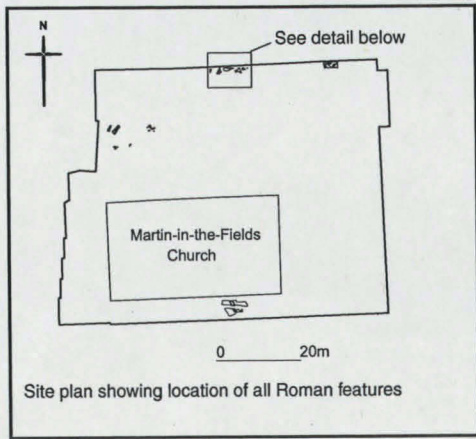 N
See detail below
Martin-in-the-Fields
Church
0 20m
Site plan showing location of all Roman features